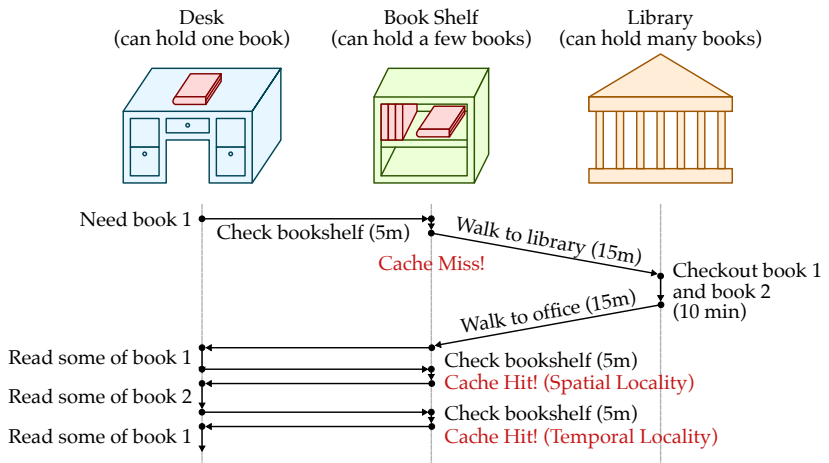 Desk
(can hold one book)
Book Shelf
(can hold a few books)
Library
(can hold many books)
Need book 1
Check bookshelf (5m)
Cache Miss!
Walk to library (15m)
Checkout book 1
and book 2
(10 min)
Walk to office (15m)
Read some of book 1
Check bookshelf (5m)
Cache Hit! (Spatial Locality)
Read some of book 2
Check bookshelf (5m)
Read some of book 1
Cache Hit! (Temporal Locality)